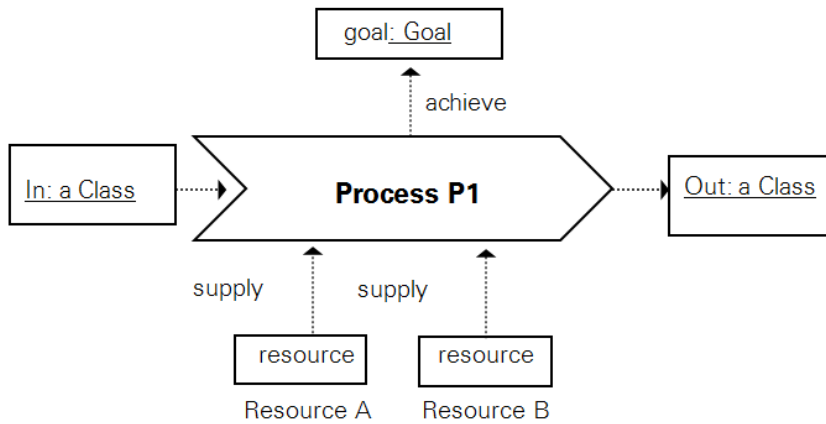 goal: Goal
achieve
In: a Class
Process P1
Out: a Class
supply
supply
resource
resource
Resource A
Resource B